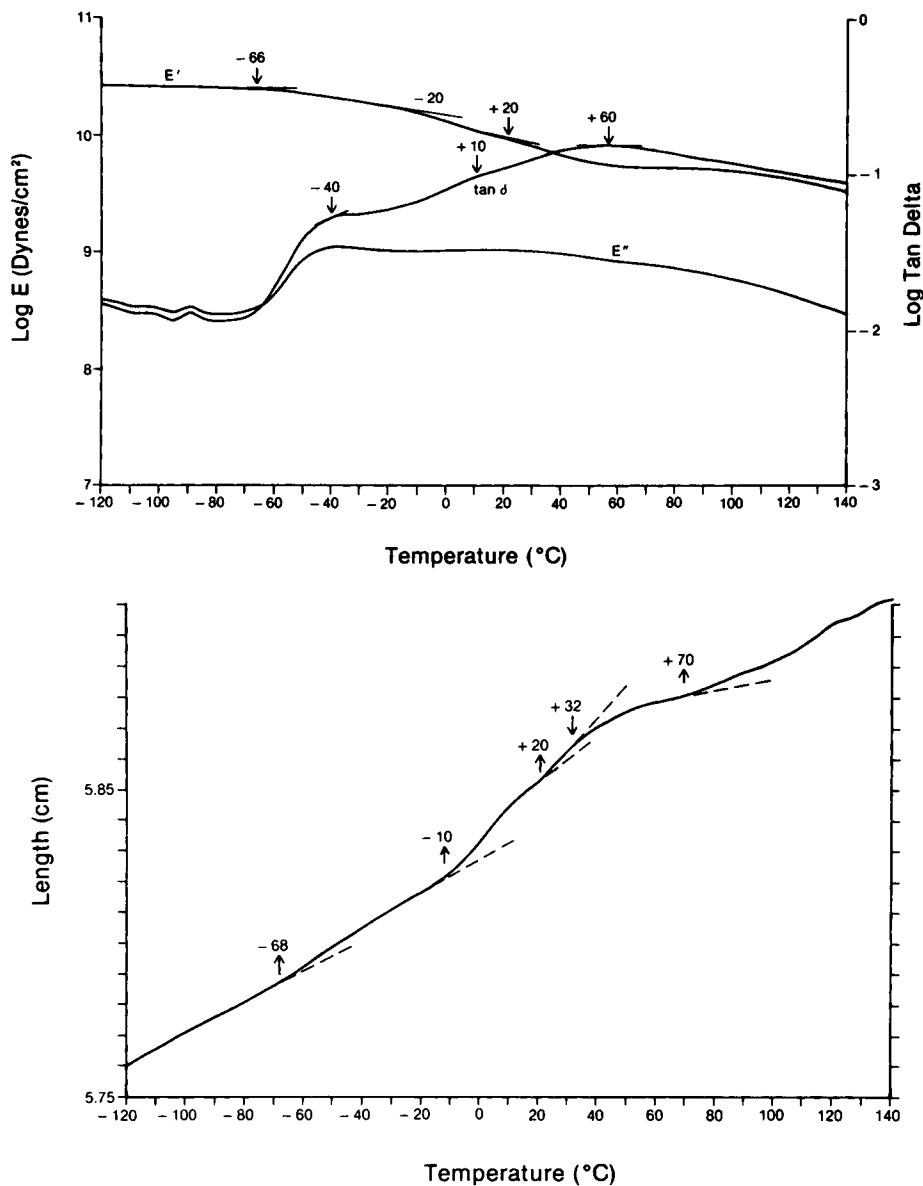 11
10
9
8
7
Log E (Dynes/cm²)
0
−1
−2
−3
Log Tan Delta
− 66
E′
− 20
+ 20
+ 60
+ 10
tan δ
− 40
E″
−120 − 100 − 80 − 60 − 40 − 20 0 20 40 60 80 100 120 140
Temperature (°C)
5.85
5.75
Length (cm)
+ 70
+ 32
+ 20
− 10
− 68
−120 − 100 − 80 − 60 − 40 − 20 0 20 40 60 80 100 120 140
Temperature (°C)